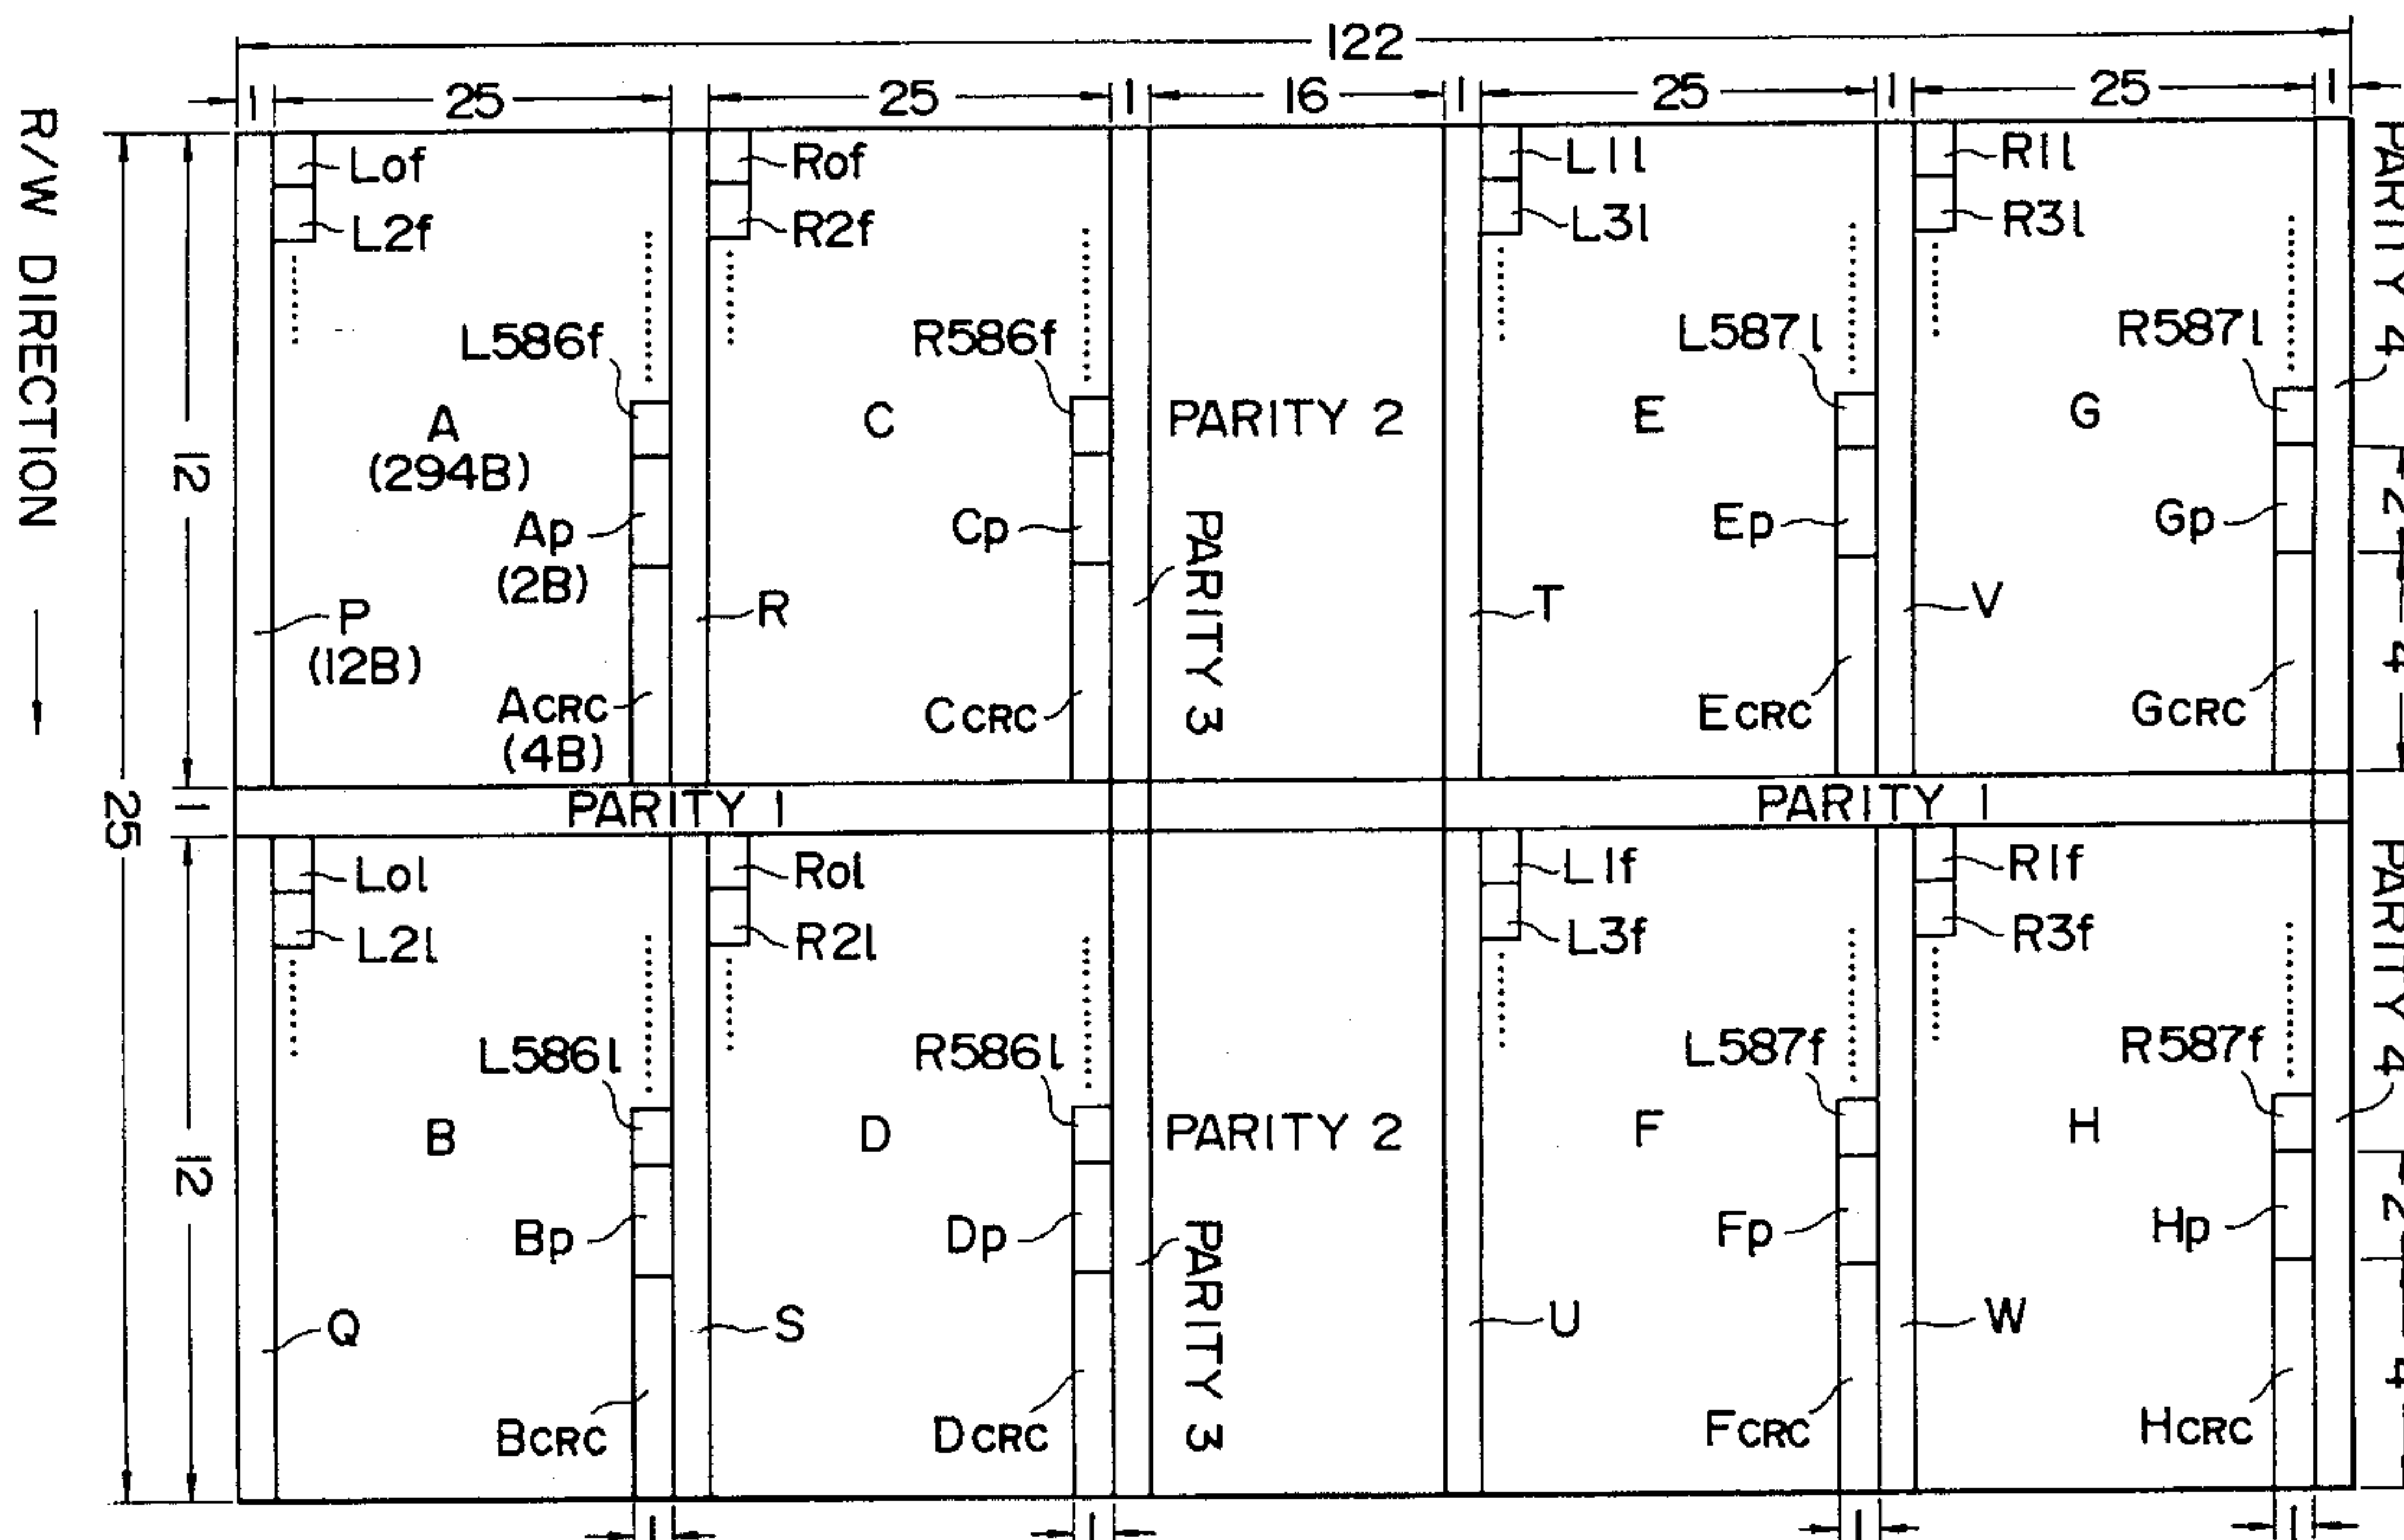 122
1 25 25 1 16 1 25 1 25 1
R/W DIRECTION
25
12
1
12
Lof
L2f
Rof
R2f
L1l
L3l
R1l
R3l
L586f
R586f
L587l
R587l
A
(294B)
C
PARITY 2
E
G
PARITY 4
2
4
Ap
(2B)
Cp
PARITY 3
Ep
Gp
P
(12B)
R
T
V
ACRC
(4B)
CCRC
ECRC
GCRC
PARITY 1
PARITY 1
Lol
L2l
Rol
R2l
L1f
L3f
R1f
R3f
L586l
R586l
L587f
R587f
B
D
PARITY 2
F
H
PARITY 4
2
4
Bp
Dp
PARITY 3
Fp
Hp
Q
S
U
W
BCRC
DCRC
FCRC
HCRC
1 1 1 1